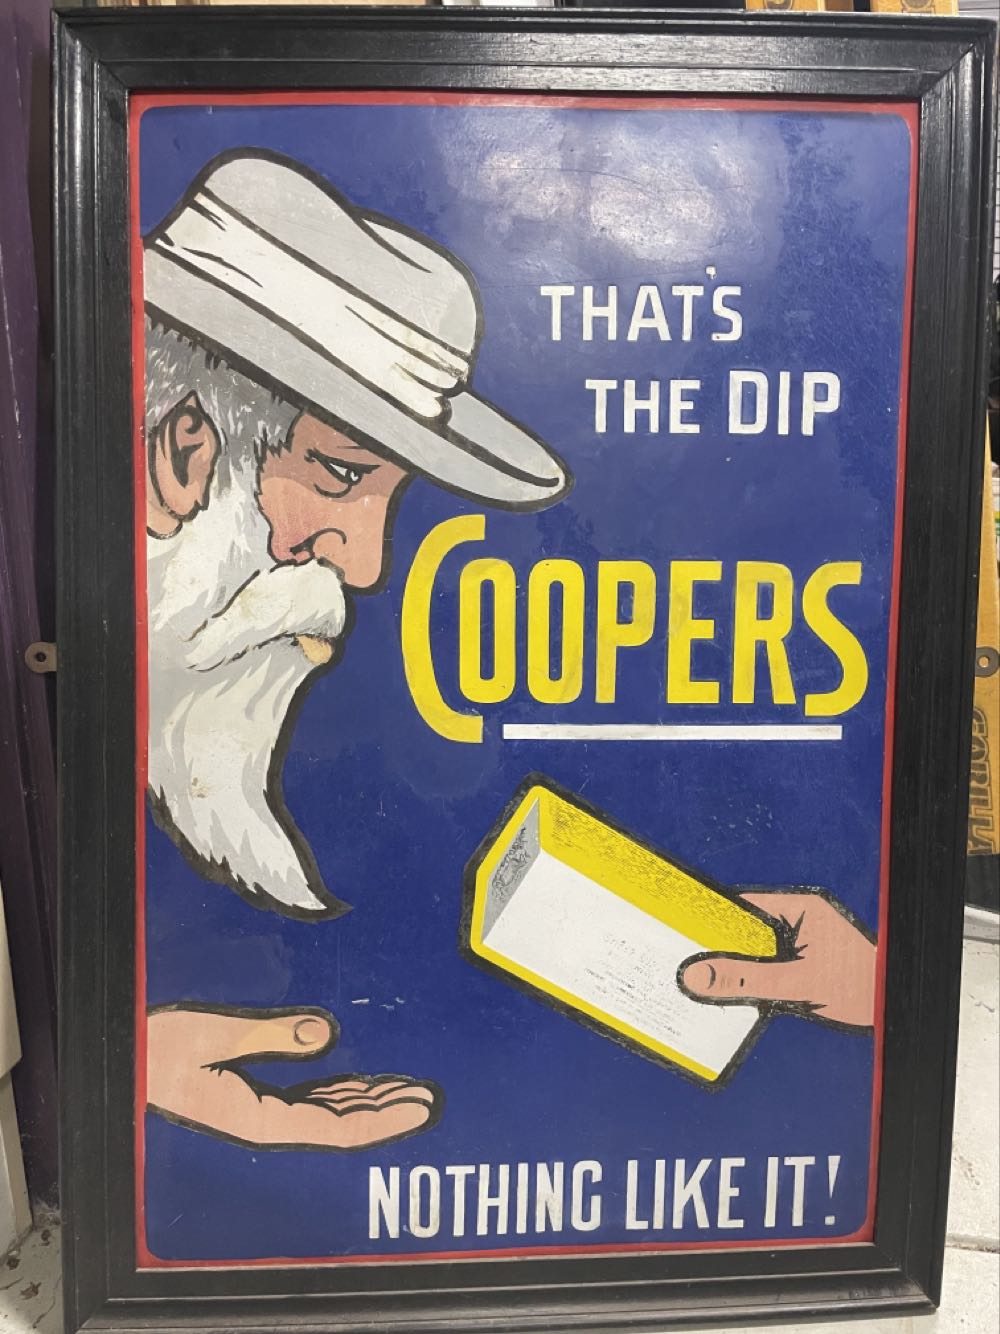 THAT'S
THE DIP
COOPERS
NOTHING LIKE IT!